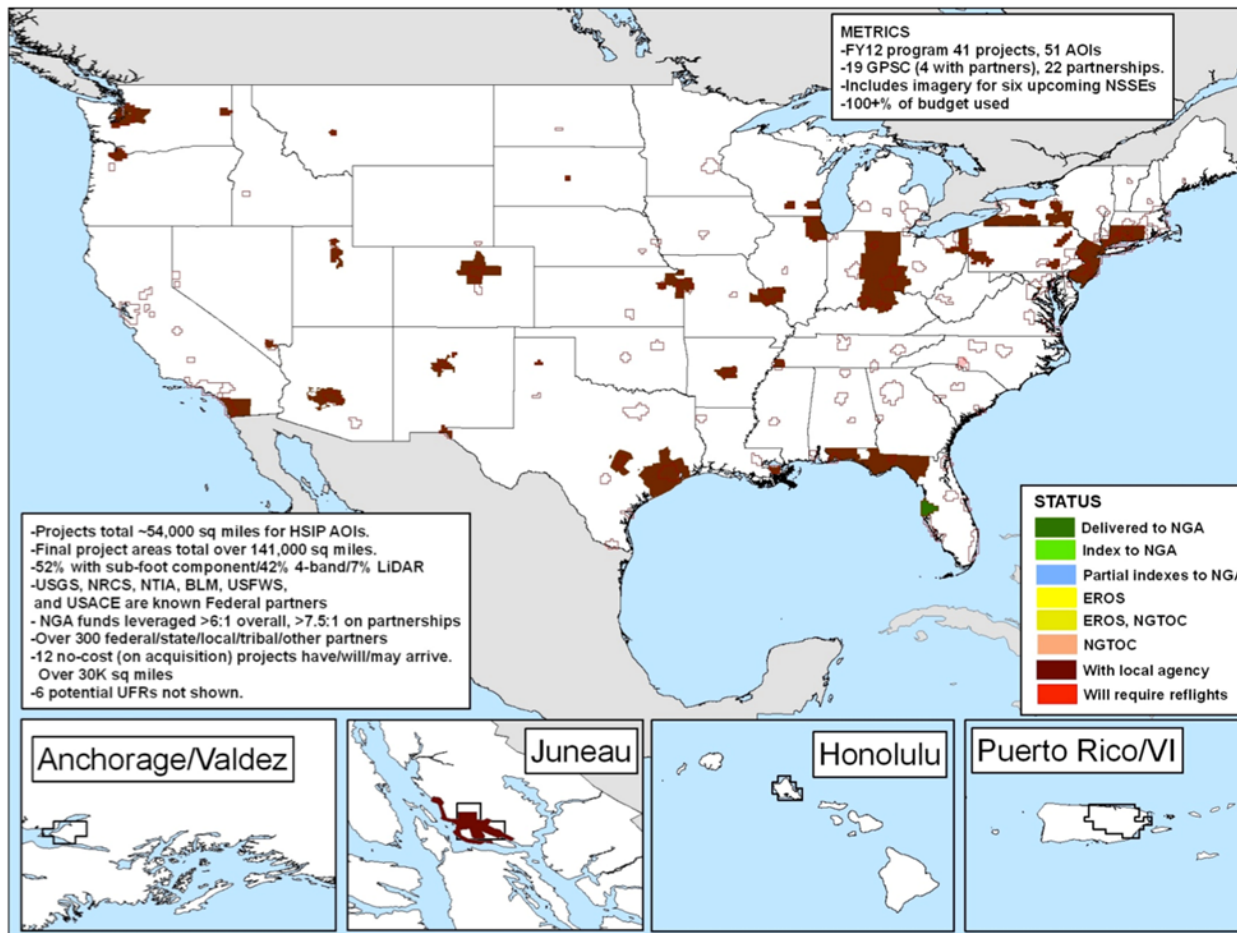 METRICS
-FY12 program 41 projects, 51 AOIs
-19 GPSC (4 with partners), 22 partnerships.
-Includes imagery for six upcoming NSSEs
-100+% of budget used
-Projects total ~54,000 sq miles for HSIP AOIs.
-Final project areas total over 141,000 sq miles.
-52% with sub-foot component/42% 4-band/7% LiDAR
-USGS, NRCS, NTIA, BLM, USFWS,
and USACE are known Federal partners
- NGA funds leveraged >6:1 overall, >7.5:1 on partnerships
-Over 300 federal/state/local/tribal/other partners
-12 no-cost (on acquisition) projects have/will/may arrive.
Over 30K sq miles
-6 potential UFRs not shown.
STATUS
Delivered to NGA
Index to NGA
Partial indexes to NGA
EROS
EROS, NGTOC
NGTOC
With local agency
Will require reflights
Anchorage/Valdez
Juneau
Honolulu
Puerto Rico/VI